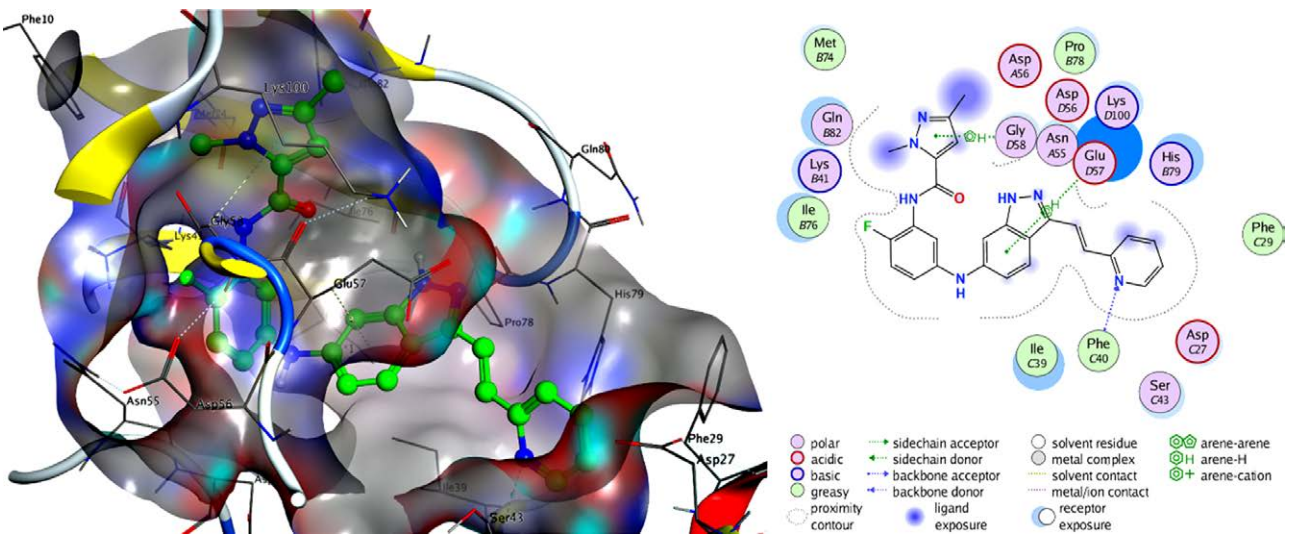 Phe10
Lys100
B82
Gln80
Gly58
Lys41
Ile76
Glu57
His79
Pro78
Asn55
Asp56
Phe29
Asp27
Ile39
Ser43
Met
B74
Pro
B78
Asp
A56
Asp
D56
Lys
D100
Gln
B82
Gly
D58
Asn
A55
Glu
D57
His
B79
Lys
B41
Ile
B76
Phe
C29
Asp
C27
Ile
C39
Phe
C40
Ser
C43
N
N
H
HN
O
F
HN
N
H
N
H
N
polar
acidic
basic
greasy
proximity
contour
sidechain acceptor
sidechain donor
backbone acceptor
backbone donor
ligand
exposure
solvent residue
metal complex
solvent contact
metal/ion contact
receptor
exposure
arene-arene
H arene-H
+ arene-cation